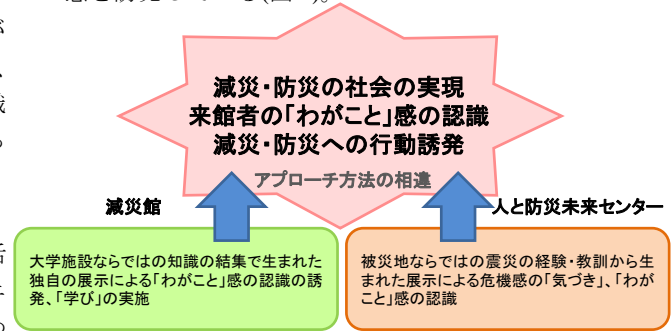 減災・防災の社会の実現
来館者の「わがこと」感の認識
減災・防災への行動誘発
アプローチ方法の相違
減災館
人と防災未来センター
大学施設ならではの知識の結集で生まれた
独自の展示による「わがこと」感の認識の誘
発、「学び」の実施
被災地ならではの震災の経験・教訓から生
まれた展示による危機感の「気づき」、「わが
こと」感の認識